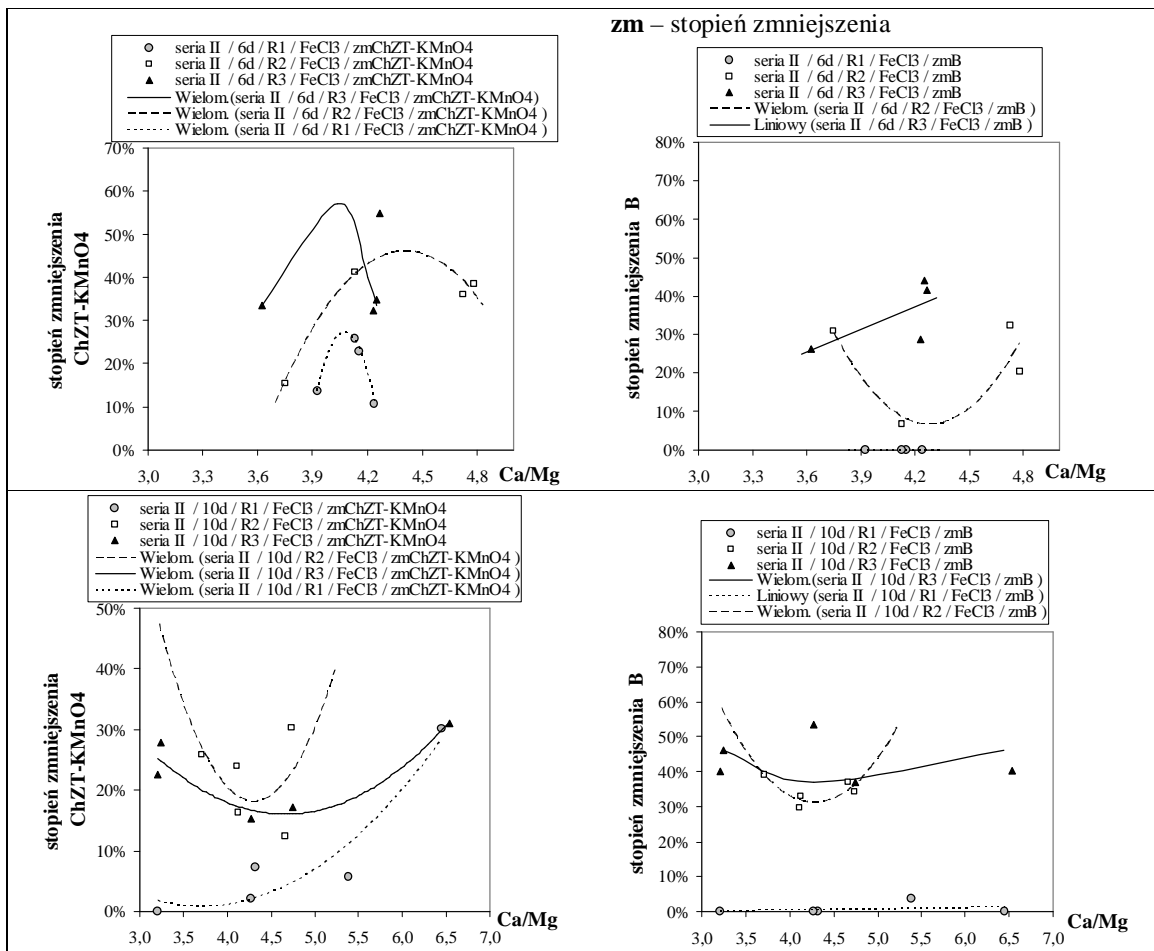 zm – stopień zmniejszenia
seria II / 6d / R1 / FeCl3 / zmChZT-KMnO4
seria II / 6d / R2 / FeCl3 / zmChZT-KMnO4
seria II / 6d / R3 / FeCl3 / zmChZT-KMnO4
Wielom.(seria II / 6d / R3 / FeCl3 / zmChZT-KMnO4)
Wielom. (seria II / 6d / R2 / FeCl3 / zmChZT-KMnO4 )
Wielom. (seria II / 6d / R1 / FeCl3 / zmChZT-KMnO4 )
stopień zmniejszenia
ChZT-KMnO4
70%
60%
50%
40%
30%
20%
10%
0%
3,0 3,3 3,6 3,9 4,2 4,5 4,8
Ca/Mg
seria II / 6d / R1 / FeCl3 / zmB
seria II / 6d / R2 / FeCl3 / zmB
seria II / 6d / R3 / FeCl3 / zmB
Wielom. (seria II / 6d / R2 / FeCl3 / zmB )
Liniowy (seria II / 6d / R3 / FeCl3 / zmB )
stopień zmniejszenia B
80%
70%
60%
50%
40%
30%
20%
10%
0%
3,0 3,3 3,6 3,9 4,2 4,5 4,8
Ca/Mg
seria II / 10d / R1 / FeCl3 / zmChZT-KMnO4
seria II / 10d / R2 / FeCl3 / zmChZT-KMnO4
seria II / 10d / R3 / FeCl3 / zmChZT-KMnO4
Wielom. (seria II / 10d / R2 / FeCl3 / zmChZT-KMnO4 )
Wielom. (seria II / 10d / R3 / FeCl3 / zmChZT-KMnO4 )
Wielom. (seria II / 10d / R1 / FeCl3 / zmChZT-KMnO4 )
stopień zmniejszenia
ChZT-KMnO4
50%
40%
30%
20%
10%
0%
3,0 3,5 4,0 4,5 5,0 5,5 6,0 6,5 7,0
Ca/Mg
seria II / 10d / R1 / FeCl3 / zmB
seria II / 10d / R2 / FeCl3 / zmB
seria II / 10d / R3 / FeCl3 / zmB
Wielom.(seria II / 10d / R3 / FeCl3 / zmB )
Liniowy (seria II / 10d / R1 / FeCl3 / zmB )
Wielom. (seria II / 10d / R2 / FeCl3 / zmB )
stopień zmniejszenia B
80%
70%
60%
50%
40%
30%
20%
10%
0%
3,0 3,5 4,0 4,5 5,0 5,5 6,0 6,5 7,0
Ca/Mg